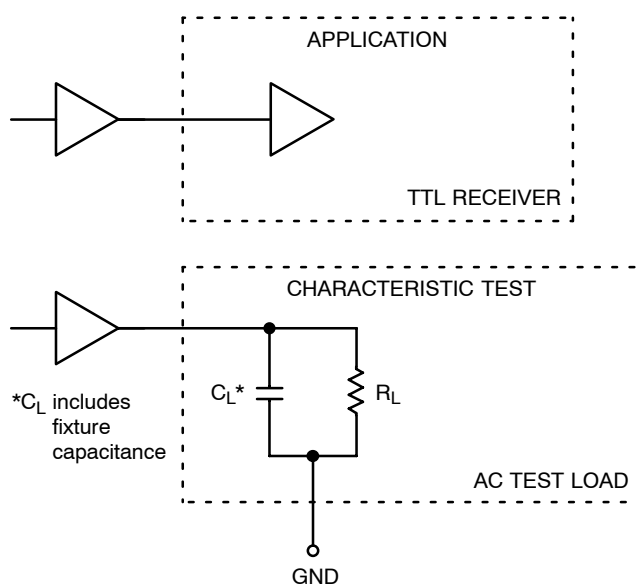 APPLICATION
TTL RECEIVER
CHARACTERISTIC TEST
*CL includes
fixture
capacitance
CL*
RL
AC TEST LOAD
GND